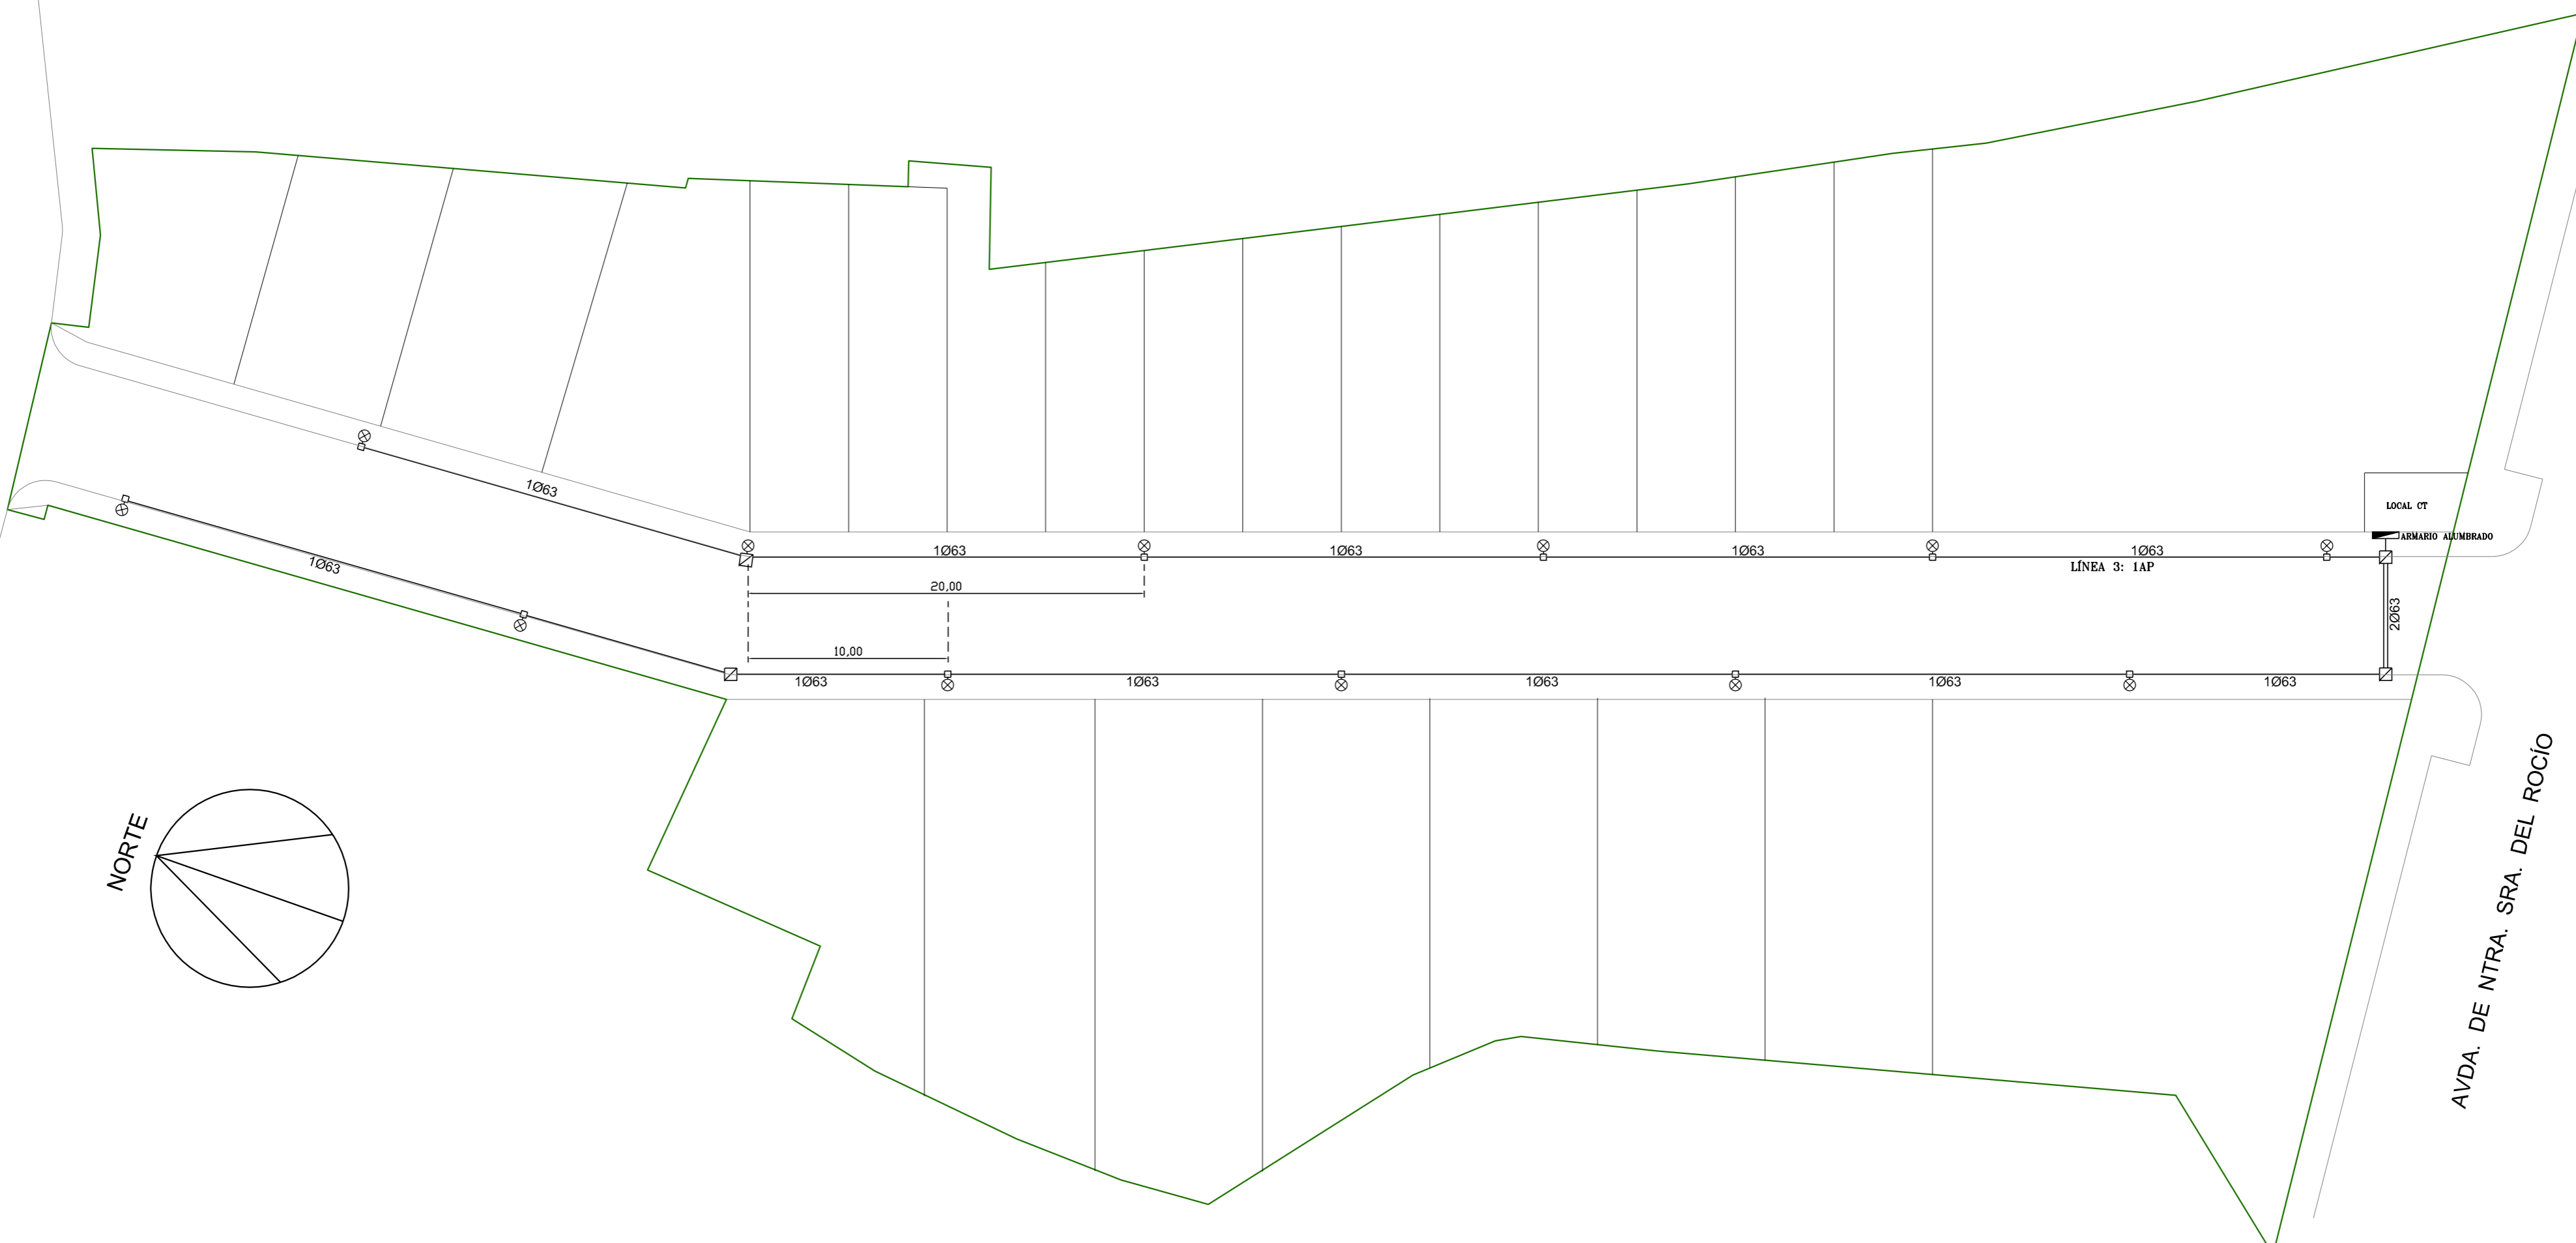 LOCAL CT
ARMARIO ALUMBRADO
1Ø63
1Ø63
1Ø63
1Ø63
1Ø63
LÍNEA 3: 1AP
1Ø63
20,00
2Ø63
10,00
1Ø63
1Ø63
1Ø63
1Ø63
1Ø63
NORTE
AVDA. DE NTRA. SRA. DEL ROCÍO